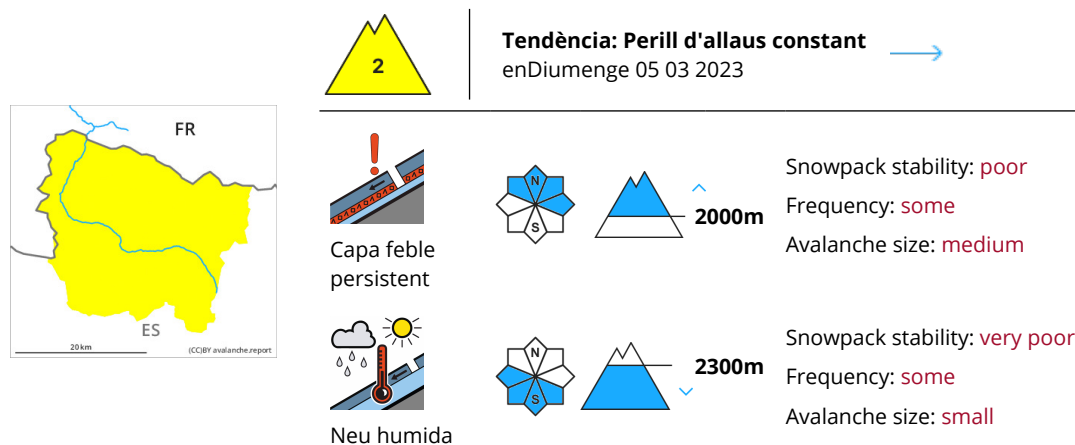 2
Tendència: Perill d'allaus constant
enDiumenge 05 03 2023
FR
ES
20 km
(CC)BY avalanche.report
Capa feble
persistent
N
S
2000m
Snowpack stability: poor
Frequency: some
Avalanche size: medium
Neu humida
N
S
2300m
Snowpack stability: very poor
Frequency: some
Avalanche size: small